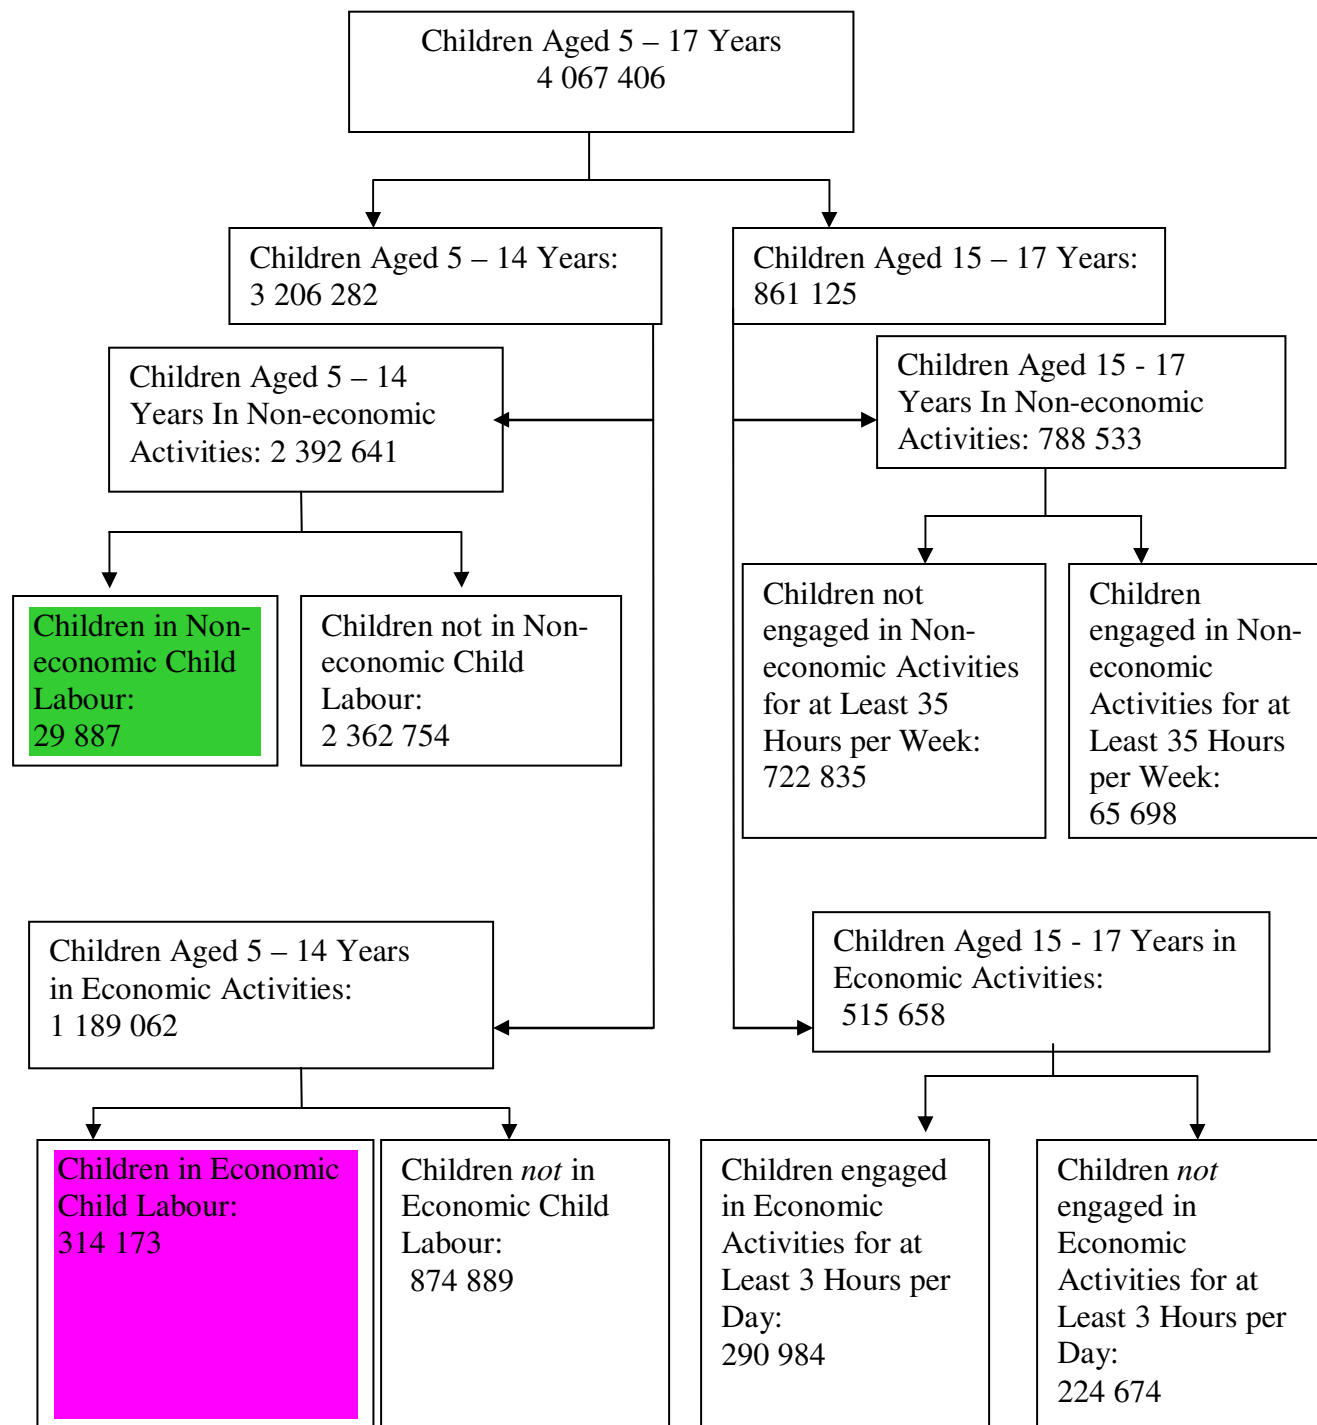 Children Aged 5 – 17 Years
4 067 406
Children Aged 5 – 14 Years:
3 206 282
Children Aged 15 – 17 Years:
861 125
Children Aged 5 – 14
Years In Non-economic
Activities: 2 392 641
Children Aged 15 - 17
Years In Non-economic
Activities: 788 533
Children in Non-
economic Child
Labour:
29 887
Children not in Non-
economic Child
Labour:
2 362 754
Children not
engaged in Non-
economic Activities
for at Least 35
Hours per Week:
722 835
Children
engaged in Non-
economic
Activities for at
Least 35 Hours
per Week:
65 698
Children Aged 5 – 14 Years
in Economic Activities:
1 189 062
Children Aged 15 - 17 Years in
Economic Activities:
515 658
Children in Economic
Child Labour:
314 173
Children not in
Economic Child
Labour:
874 889
Children engaged
in Economic
Activities for at
Least 3 Hours per
Day:
290 984
Children not
engaged in
Economic
Activities for at
Least 3 Hours per
Day:
224 674